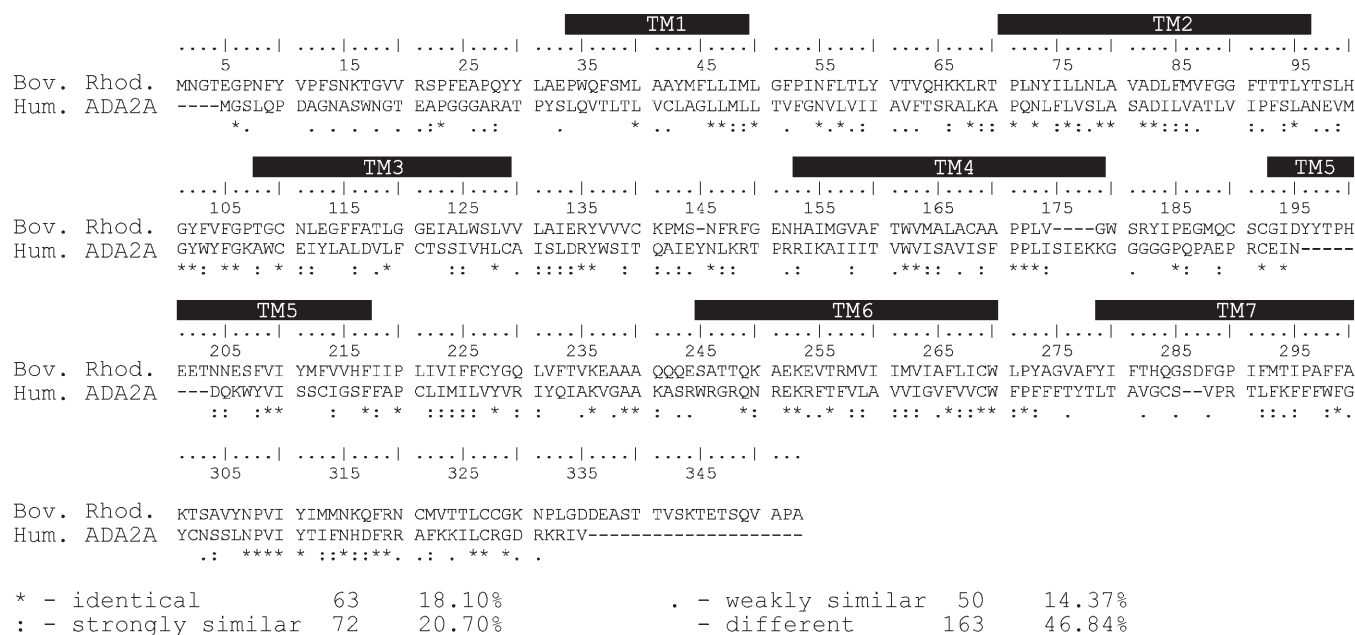 TM1 TM2
....|....| ....|....| ....|....| ....|....| ....|....| ....|....| ....|....| ....|....| ....|....| ....|....|
5 15 25 35 45 55 65 75 85 95
Bov. Rhod. MNGTEGPNFY VPFSNKTGVV RSPFEAPQYY LAEPWQFSML AAYMFLLIML GFPINFLTLY VTVQHKKLRT PLNYILLNLA VADLFMVFGG FTTTLYTSLH
Hum. ADA2A ----MGSLQP DAGNASWNGT EAPGGGARAT PYSLQVTLTL VCLAGLLMLL TVFGNVLVII AVFTSRALKA PQNLFLVSLA SADILVATLV IPFSLANEVM
TM3 TM4 TM5
....|....| ....|....| ....|....| ....|....| ....|....| ....|....| ....|....| ....|....| ....|....| ....|....|
105 115 125 135 145 155 165 175 185 195
Bov. Rhod. GYFVFGPTGC NLEGFFATLG GEIALWSLVV LAIERYVVVC KPMS-NFRFG ENHAIMGVAF TWVMALACAA PPLV----GW SRYIPEGMQC SCGIDYYTPH
Hum. ADA2A GYWYFGKAWC EIYLALDVLF CTSSIVHLCA ISLDRYWSIT QAIEYNLKRT PRRIKAIIIT VWVISAVISF PPLISIEKKG GGGGPQPAEP RCEIN-----
TM5 TM6 TM7
....|....| ....|....| ....|....| ....|....| ....|....| ....|....| ....|....| ....|....| ....|....| ....|....|
205 215 225 235 245 255 265 275 285 295
Bov. Rhod. EETNNESFVI YMFVVHFIIP LIVIFFCYGQ LVFTVKEAAA QQQESATTQK AEKEVTRMVI IMVIAFLICW LPYAGVAFYI FTHQGSDFGP IFMTIPAFFA
Hum. ADA2A ---DQKWYVI SSCIGSFFAP CLIMILVYVR IYQIAKVGAA KASRWRGRQN REKRFTFVLA VVIGVFVVCW FPFFFTYTLT AVGCS--VPR TLFKFFFWFG
....|....| ....|....| ....|....| ....|....| ....|....| ...
305 315 325 335 345
Bov. Rhod. KTSAVYNPVI YIMMNKQFRN CMVTTLCCGK NPLGDDEAST TVSKTETSQV APA
Hum. ADA2A YCNSSLNPVI YTIFNHDFRR AFKKILCRGD RKRIV--------------------
* - identical 63 18.10% . - weakly similar 50 14.37%
: - strongly similar 72 20.70% - different 163 46.84%